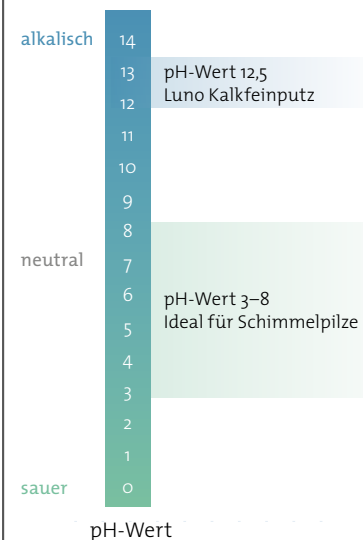 alkalisch 14
13 pH-Wert 12,5
12 Luno Kalkfeinputz
11
10
9
8
neutral 7
6 pH-Wert 3–8
5 Ideal für Schimmelpilze
4
3
2
1
sauer 0
pH-Wert